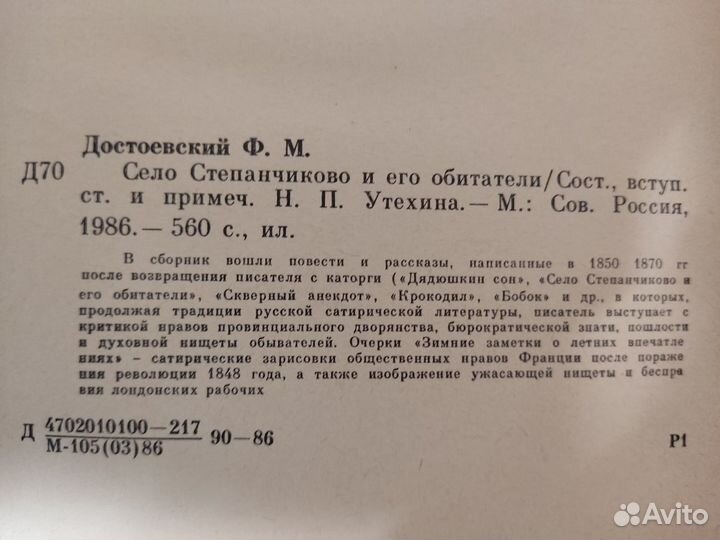 Достоевский Ф. М.
Д70 Село Степанчиково и его обитатели/Сост., вступ.
ст. и примеч. Н. П. Утехина.— М.: Сов. Россия,
1986.— 560 с., ил.
В сборник вошли повести и рассказы, написанные в 1850 1870 гг
после возвращения писателя с каторги («Дядюшкин сон», «Село Степанчиково и
его обитатели», «Скверный анекдот», «Крокодил», «Бобок» и др., в которых,
продолжая традиции русской сатирической литературы, писатель выступает с
критикой нравов провинциального дворянства, бюрократической знати, пошлости
и духовной нищеты обывателей. Очерки «Зимние заметки о летних впечатле
ниях» – сатирические зарисовки общественных нравов Франции после пораже
ния революции 1848 года, а также изображение ужасающей нищеты и беспра
вия лондонских рабочих
Д 4702010100—217
М-105(03)86 90—86 Р1
Avito